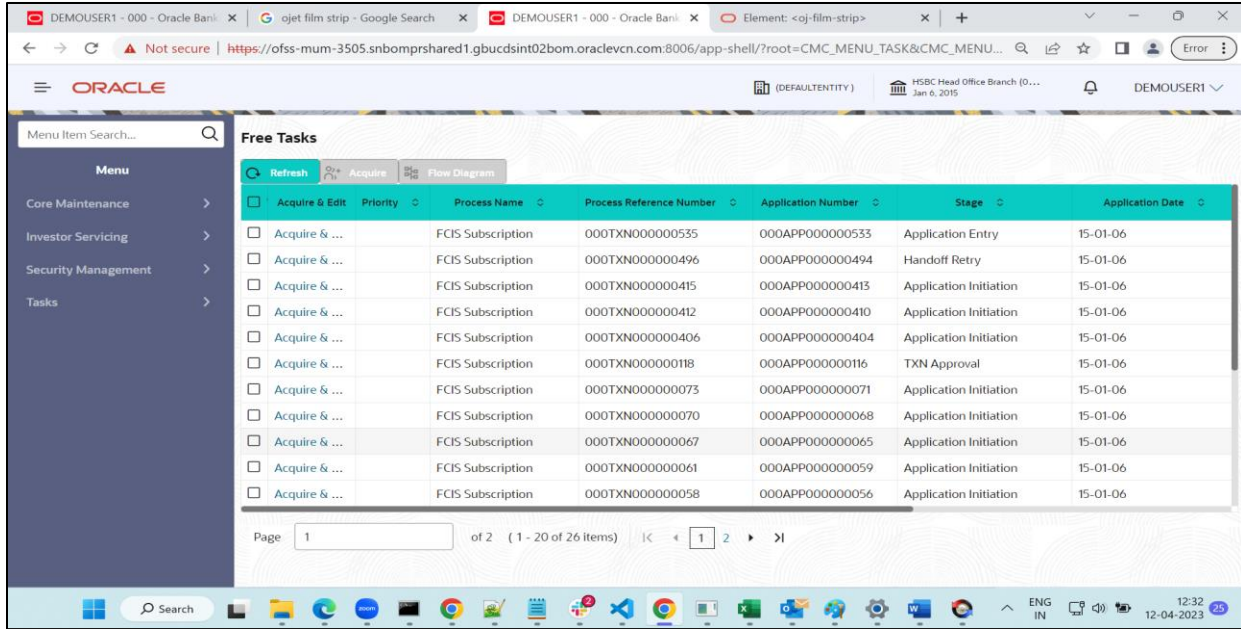 DEMOUSER1 - 000 - Oracle Bank
ojet film strip - Google Search
DEMOUSER1 - 000 - Oracle Bank
Element: <oj-film-strip>
Not secure | https://ofss-mum-3505.snbomprshared1.gbucdsint02bom.oraclevcn.com:8006/app-shell/?root=CMC_MENU_TASK&CMC_MENU... Error
ORACLE
(DEFAULTENTITY)
HSBC Head Office Branch (0...
Jan 6, 2015
DEMOUSER1
Menu Item Search...
Menu
Core Maintenance
Investor Servicing
Security Management
Tasks
Free Tasks
Refresh Acquire Flow Diagram
Acquire & Edit Priority Process Name Process Reference Number Application Number Stage Application Date
Acquire & ... FCIS Subscription 000TXN000000535 000APP000000533 Application Entry 15-01-06
Acquire & ... FCIS Subscription 000TXN000000496 000APP000000494 Handoff Retry 15-01-06
Acquire & ... FCIS Subscription 000TXN000000415 000APP000000413 Application Initiation 15-01-06
Acquire & ... FCIS Subscription 000TXN000000412 000APP000000410 Application Initiation 15-01-06
Acquire & ... FCIS Subscription 000TXN000000406 000APP000000404 Application Initiation 15-01-06
Acquire & ... FCIS Subscription 000TXN000000118 000APP000000116 TXN Approval 15-01-06
Acquire & ... FCIS Subscription 000TXN000000073 000APP000000071 Application Initiation 15-01-06
Acquire & ... FCIS Subscription 000TXN000000070 000APP000000068 Application Initiation 15-01-06
Acquire & ... FCIS Subscription 000TXN000000067 000APP000000065 Application Initiation 15-01-06
Acquire & ... FCIS Subscription 000TXN000000061 000APP000000059 Application Initiation 15-01-06
Acquire & ... FCIS Subscription 000TXN000000058 000APP000000056 Application Initiation 15-01-06
Page 1 of 2 (1 - 20 of 26 items) 1 2
Search
zoom
2
ENG
IN
12:32
12-04-2023
25